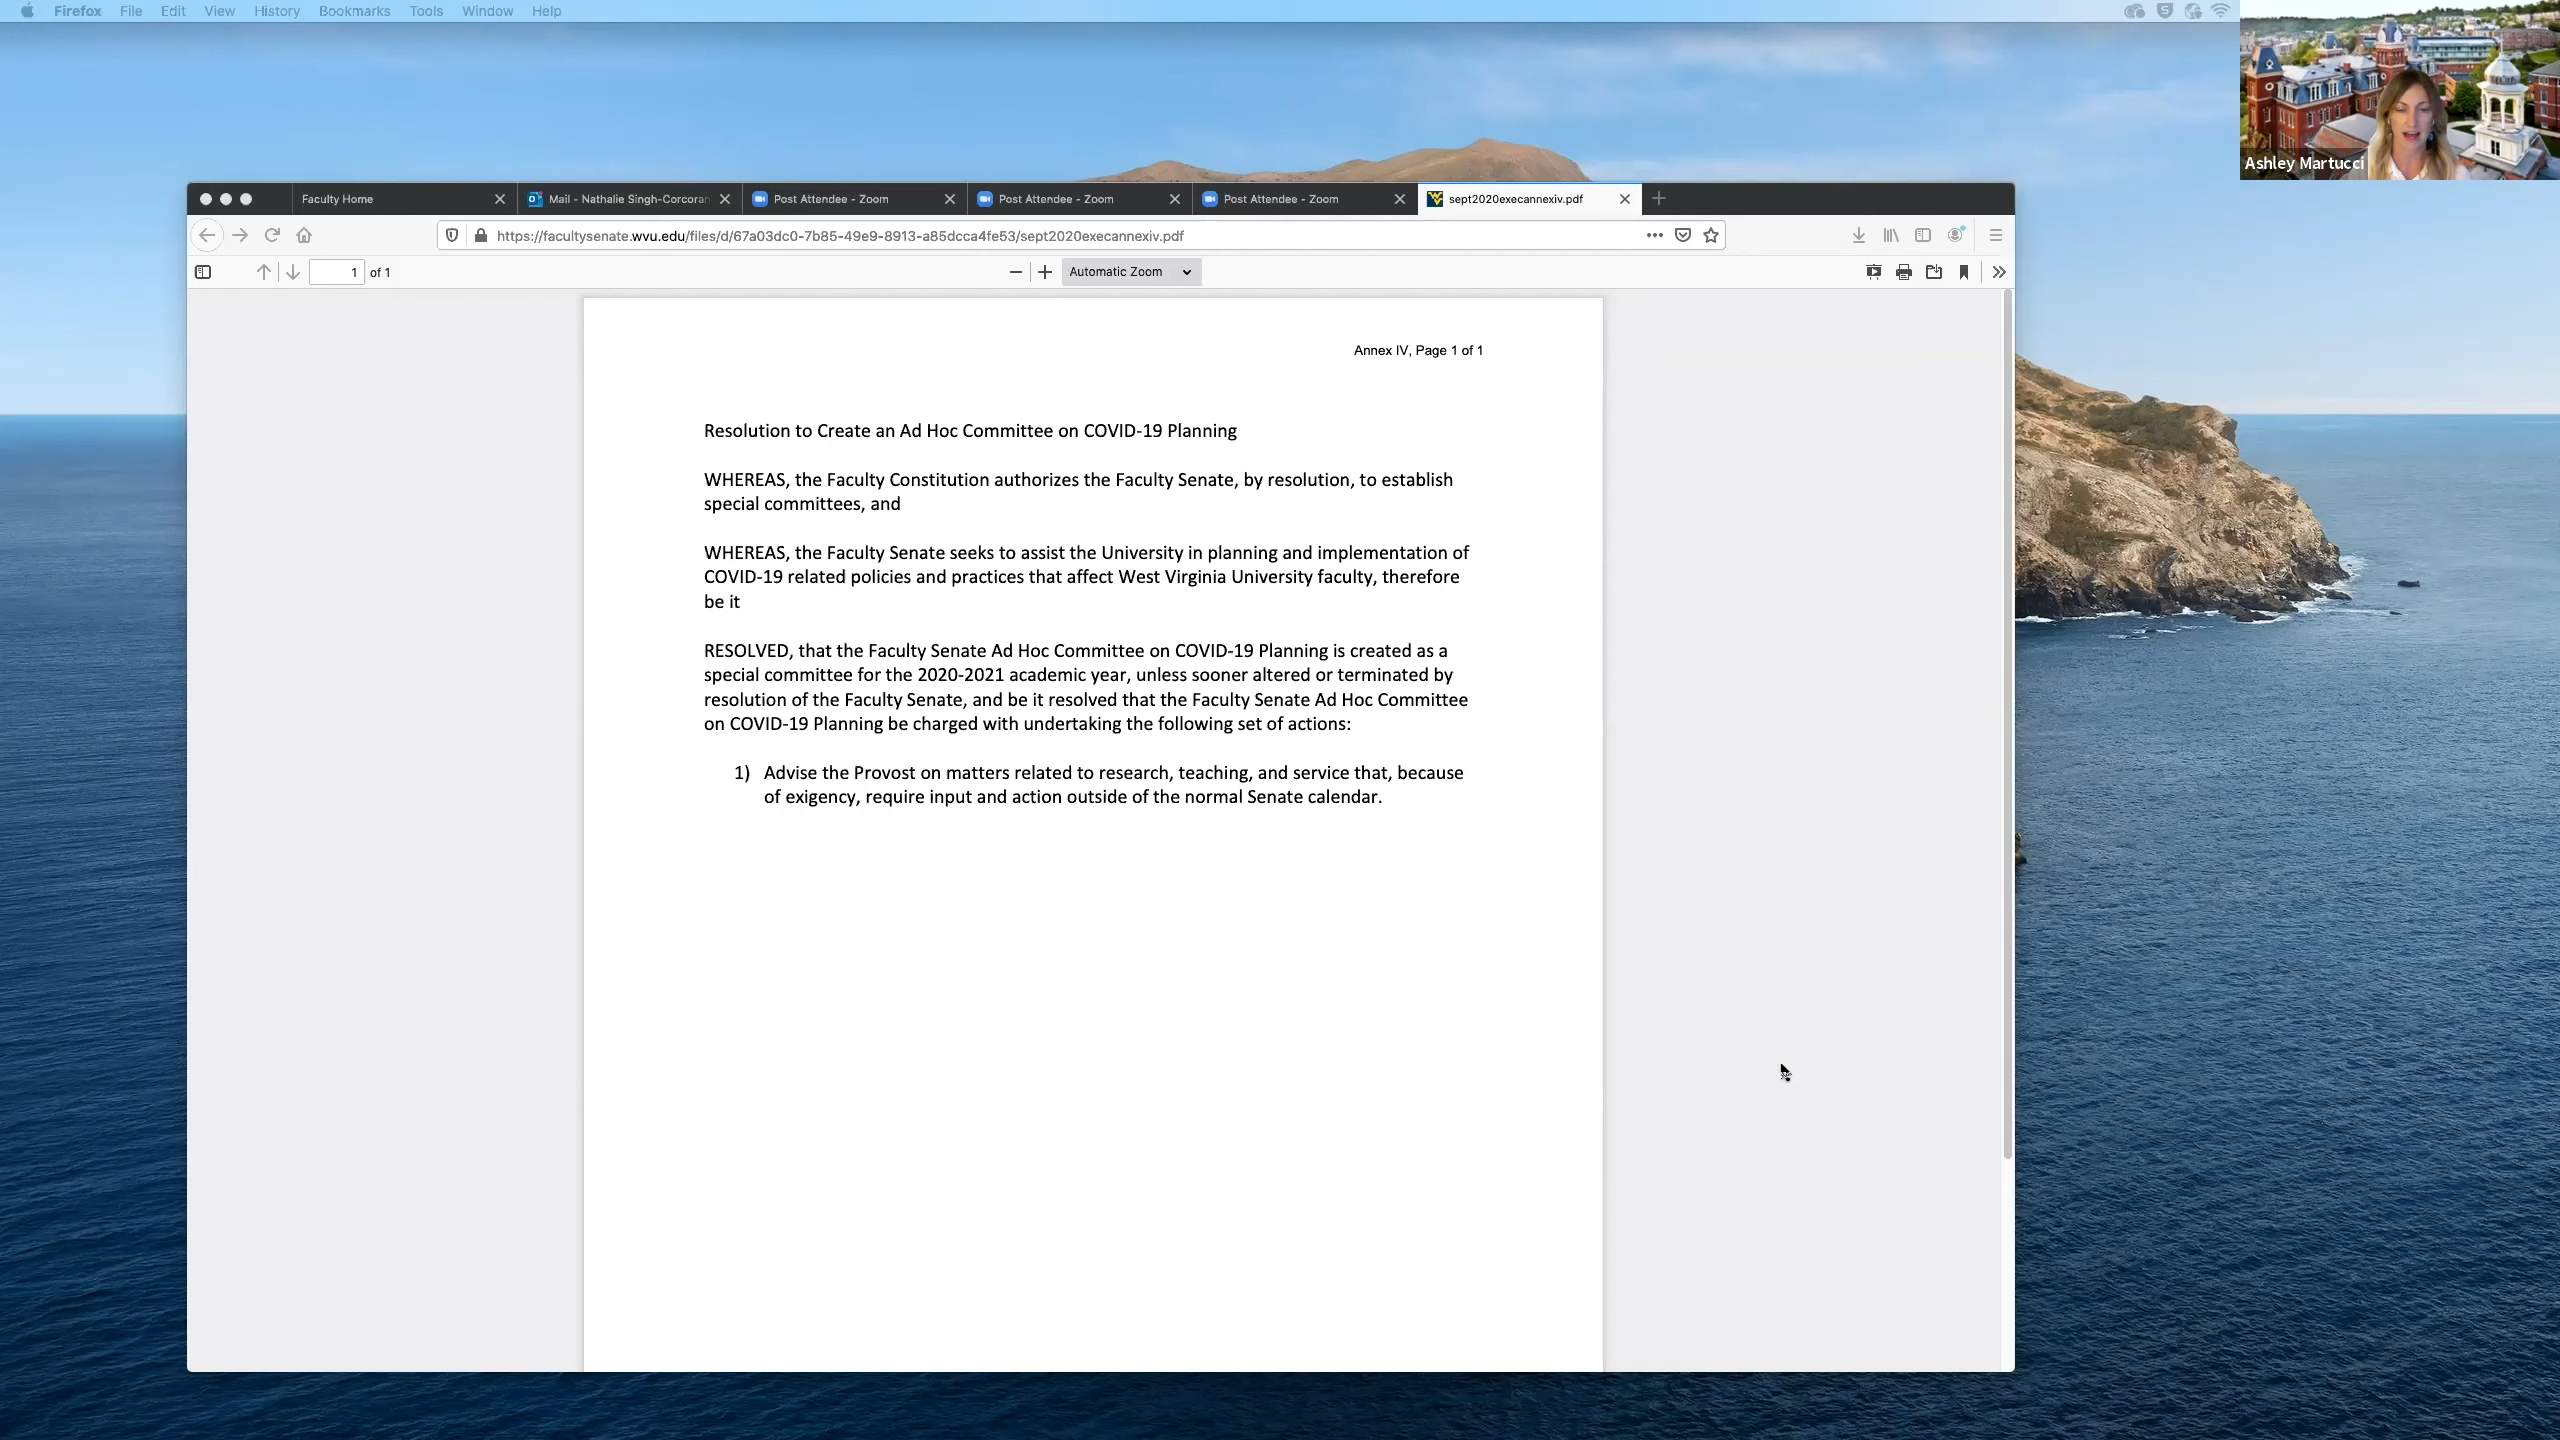 Firefox File Edit View History Bookmarks Tools Window Help
Ashley Martucci
Faculty Home
Mail - Nathalie Singh-Corcoran
Post Attendee - Zoom
Post Attendee - Zoom
Post Attendee - Zoom
sept2020execannexiv.pdf
https://facultysenate.wvu.edu/files/d/67a03dc0-7b85-49e9-8913-a85dcca4fe53/sept2020execannexiv.pdf
1 of 1
Automatic Zoom
Annex IV, Page 1 of 1
Resolution to Create an Ad Hoc Committee on COVID-19 Planning
WHEREAS, the Faculty Constitution authorizes the Faculty Senate, by resolution, to establish
special committees, and
WHEREAS, the Faculty Senate seeks to assist the University in planning and implementation of
COVID-19 related policies and practices that affect West Virginia University faculty, therefore
be it
RESOLVED, that the Faculty Senate Ad Hoc Committee on COVID-19 Planning is created as a
special committee for the 2020-2021 academic year, unless sooner altered or terminated by
resolution of the Faculty Senate, and be it resolved that the Faculty Senate Ad Hoc Committee
on COVID-19 Planning be charged with undertaking the following set of actions:
1) Advise the Provost on matters related to research, teaching, and service that, because
of exigency, require input and action outside of the normal Senate calendar.